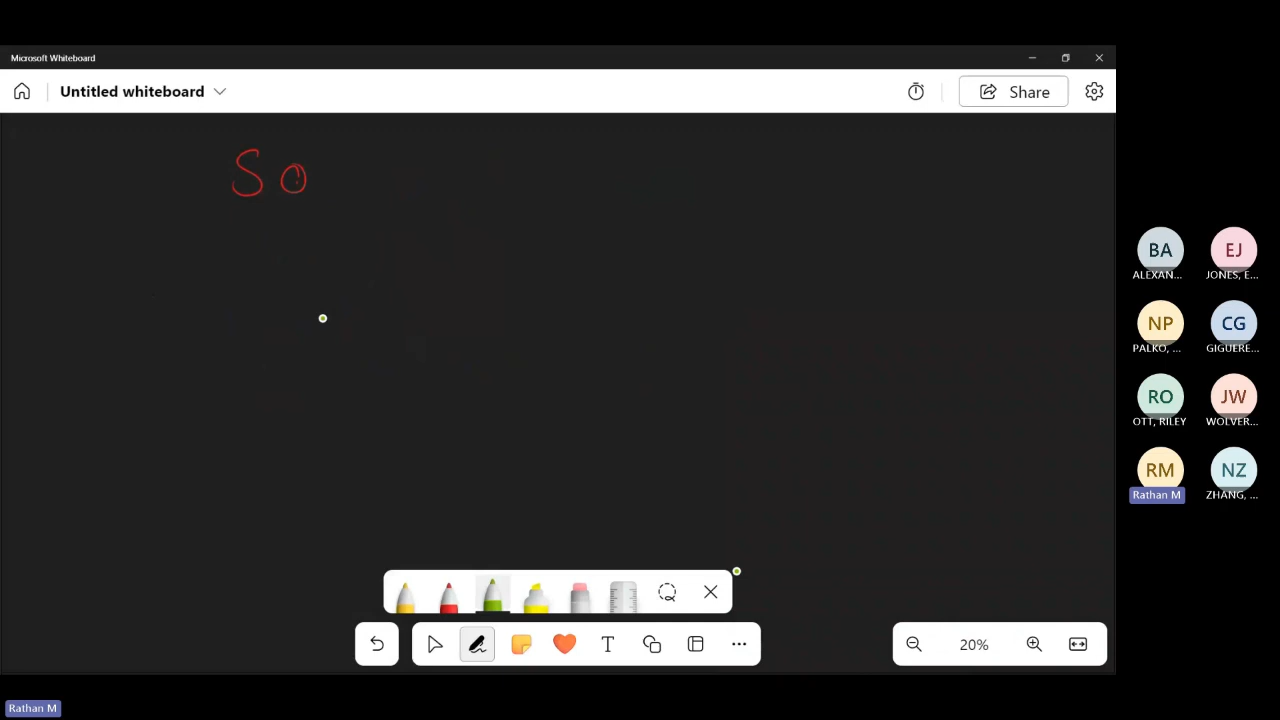 Microsoft Whiteboard
Untitled whiteboard
Share
S O
BA
EJ
ALEXAN...
JONES, E...
NP
CG
PALKO, ...
GIGUERE...
RO
JW
OTT, RILEY
WOLVER...
RM
NZ
Rathan M
ZHANG, ...
T
20%
Rathan M